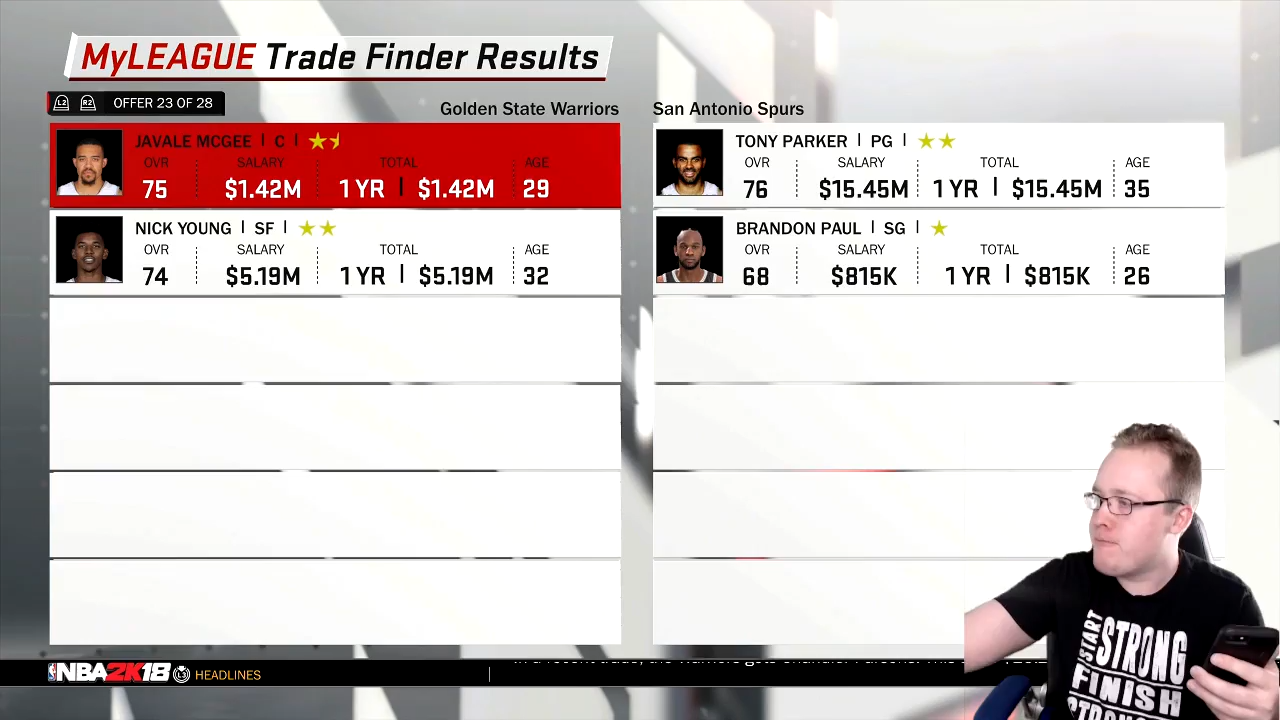 MyLEAGUE Trade Finder Results
L2 R2 OFFER 23 OF 28
Golden State Warriors
San Antonio Spurs
JAVALE MCGEE | C |
OVR SALARY TOTAL AGE
75 $1.42M 1 YR | $1.42M 29
NICK YOUNG | SF |
OVR SALARY TOTAL AGE
74 $5.19M 1 YR | $5.19M 32
TONY PARKER | PG |
OVR SALARY TOTAL AGE
76 $15.45M 1 YR | $15.45M 35
BRANDON PAUL | SG |
OVR SALARY TOTAL AGE
68 $815K 1 YR | $815K 26
START
STRONG
FINISH
NBA2K18 L3 HEADLINES